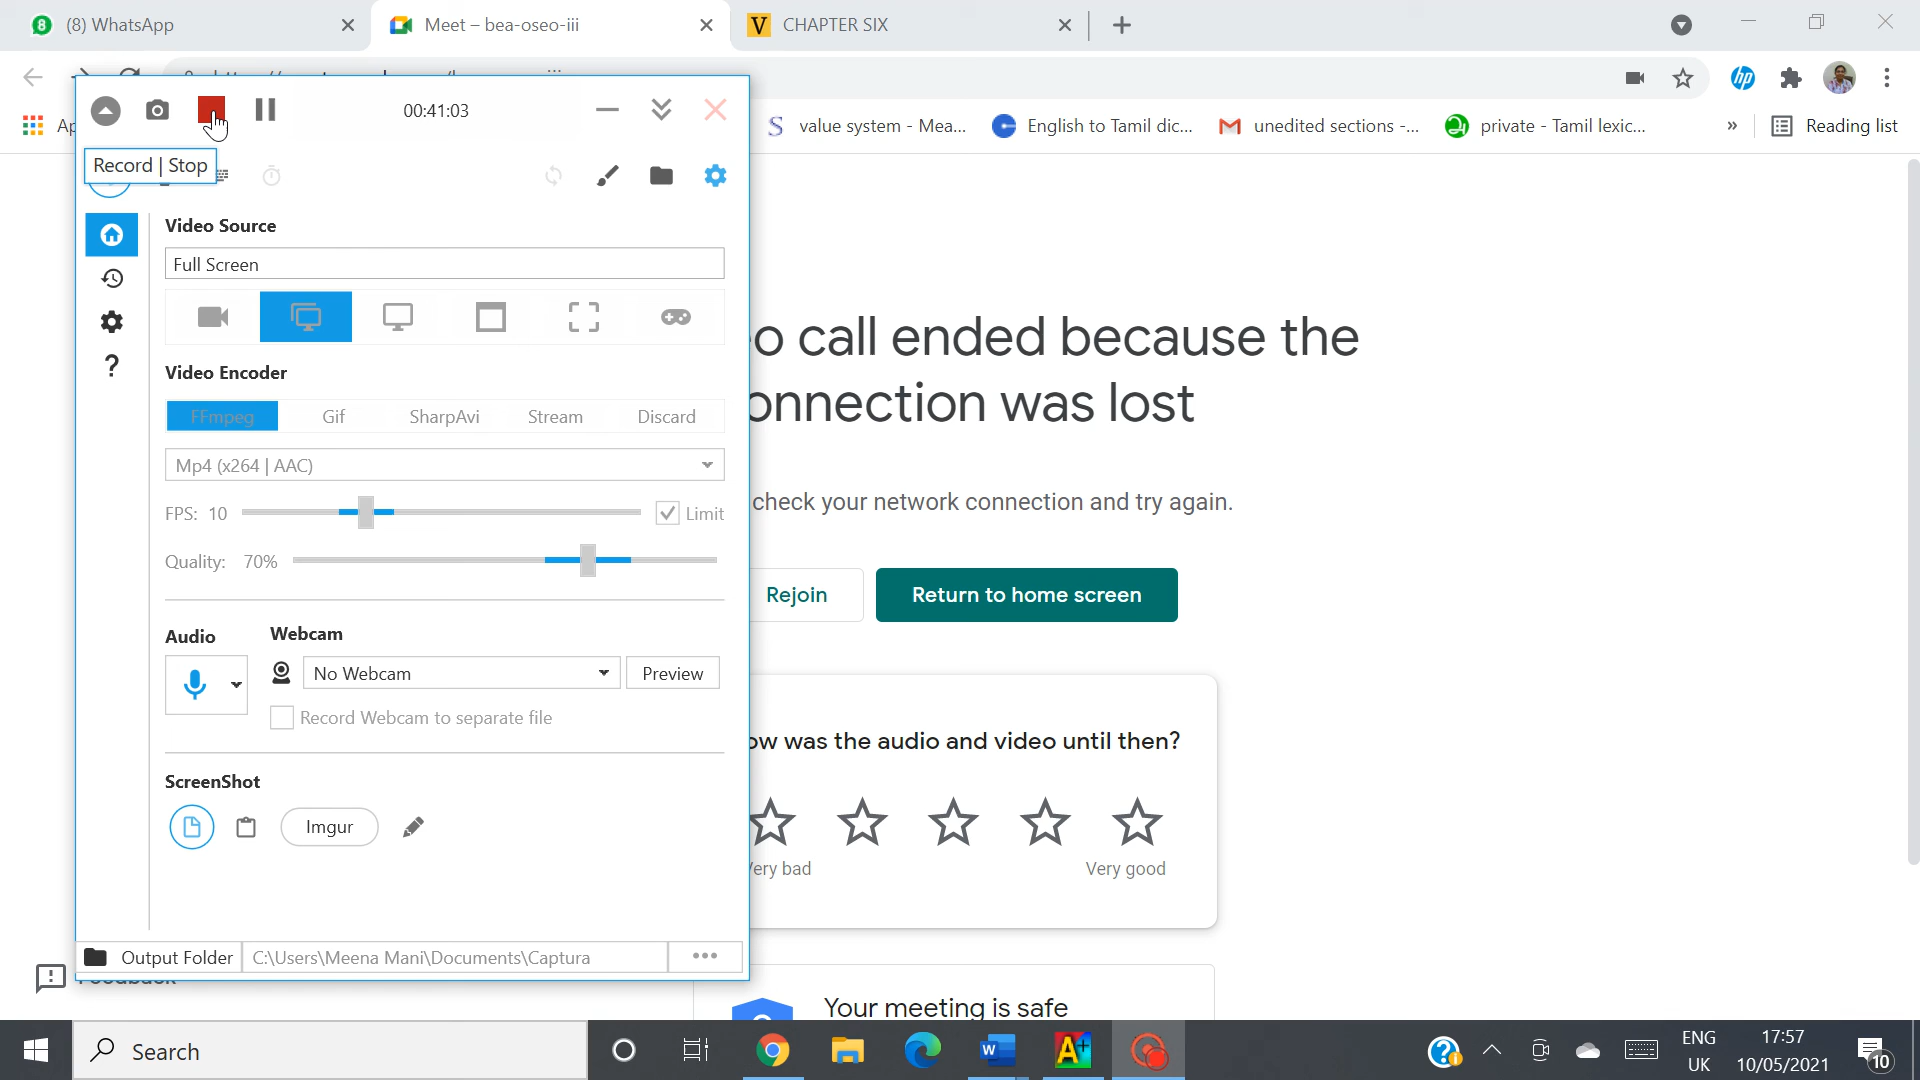 (8) WhatsApp
Meet – bea-oseo-iii
CHAPTER SIX
value system - Mea...
English to Tamil dic...
unedited sections -...
private - Tamil lexic...
»
Reading list
00:41:03
Record | Stop
Video Source
Full Screen
Video Encoder
FFmpeg
Gif
SharpAvi
Stream
Discard
Mp4 (x264 | AAC)
FPS: 10
Limit
Quality: 70%
Audio
Webcam
No Webcam
Preview
Record Webcam to separate file
ScreenShot
Imgur
Output Folder
C:\Users\Meena Mani\Documents\Captura
call ended because the
was lost
check your network connection and try again.
Rejoin
Return to home screen
was the audio and video until then?
bad
Very good
Your meeting is safe
Search
ENG
UK
17:57
10/05/2021
10